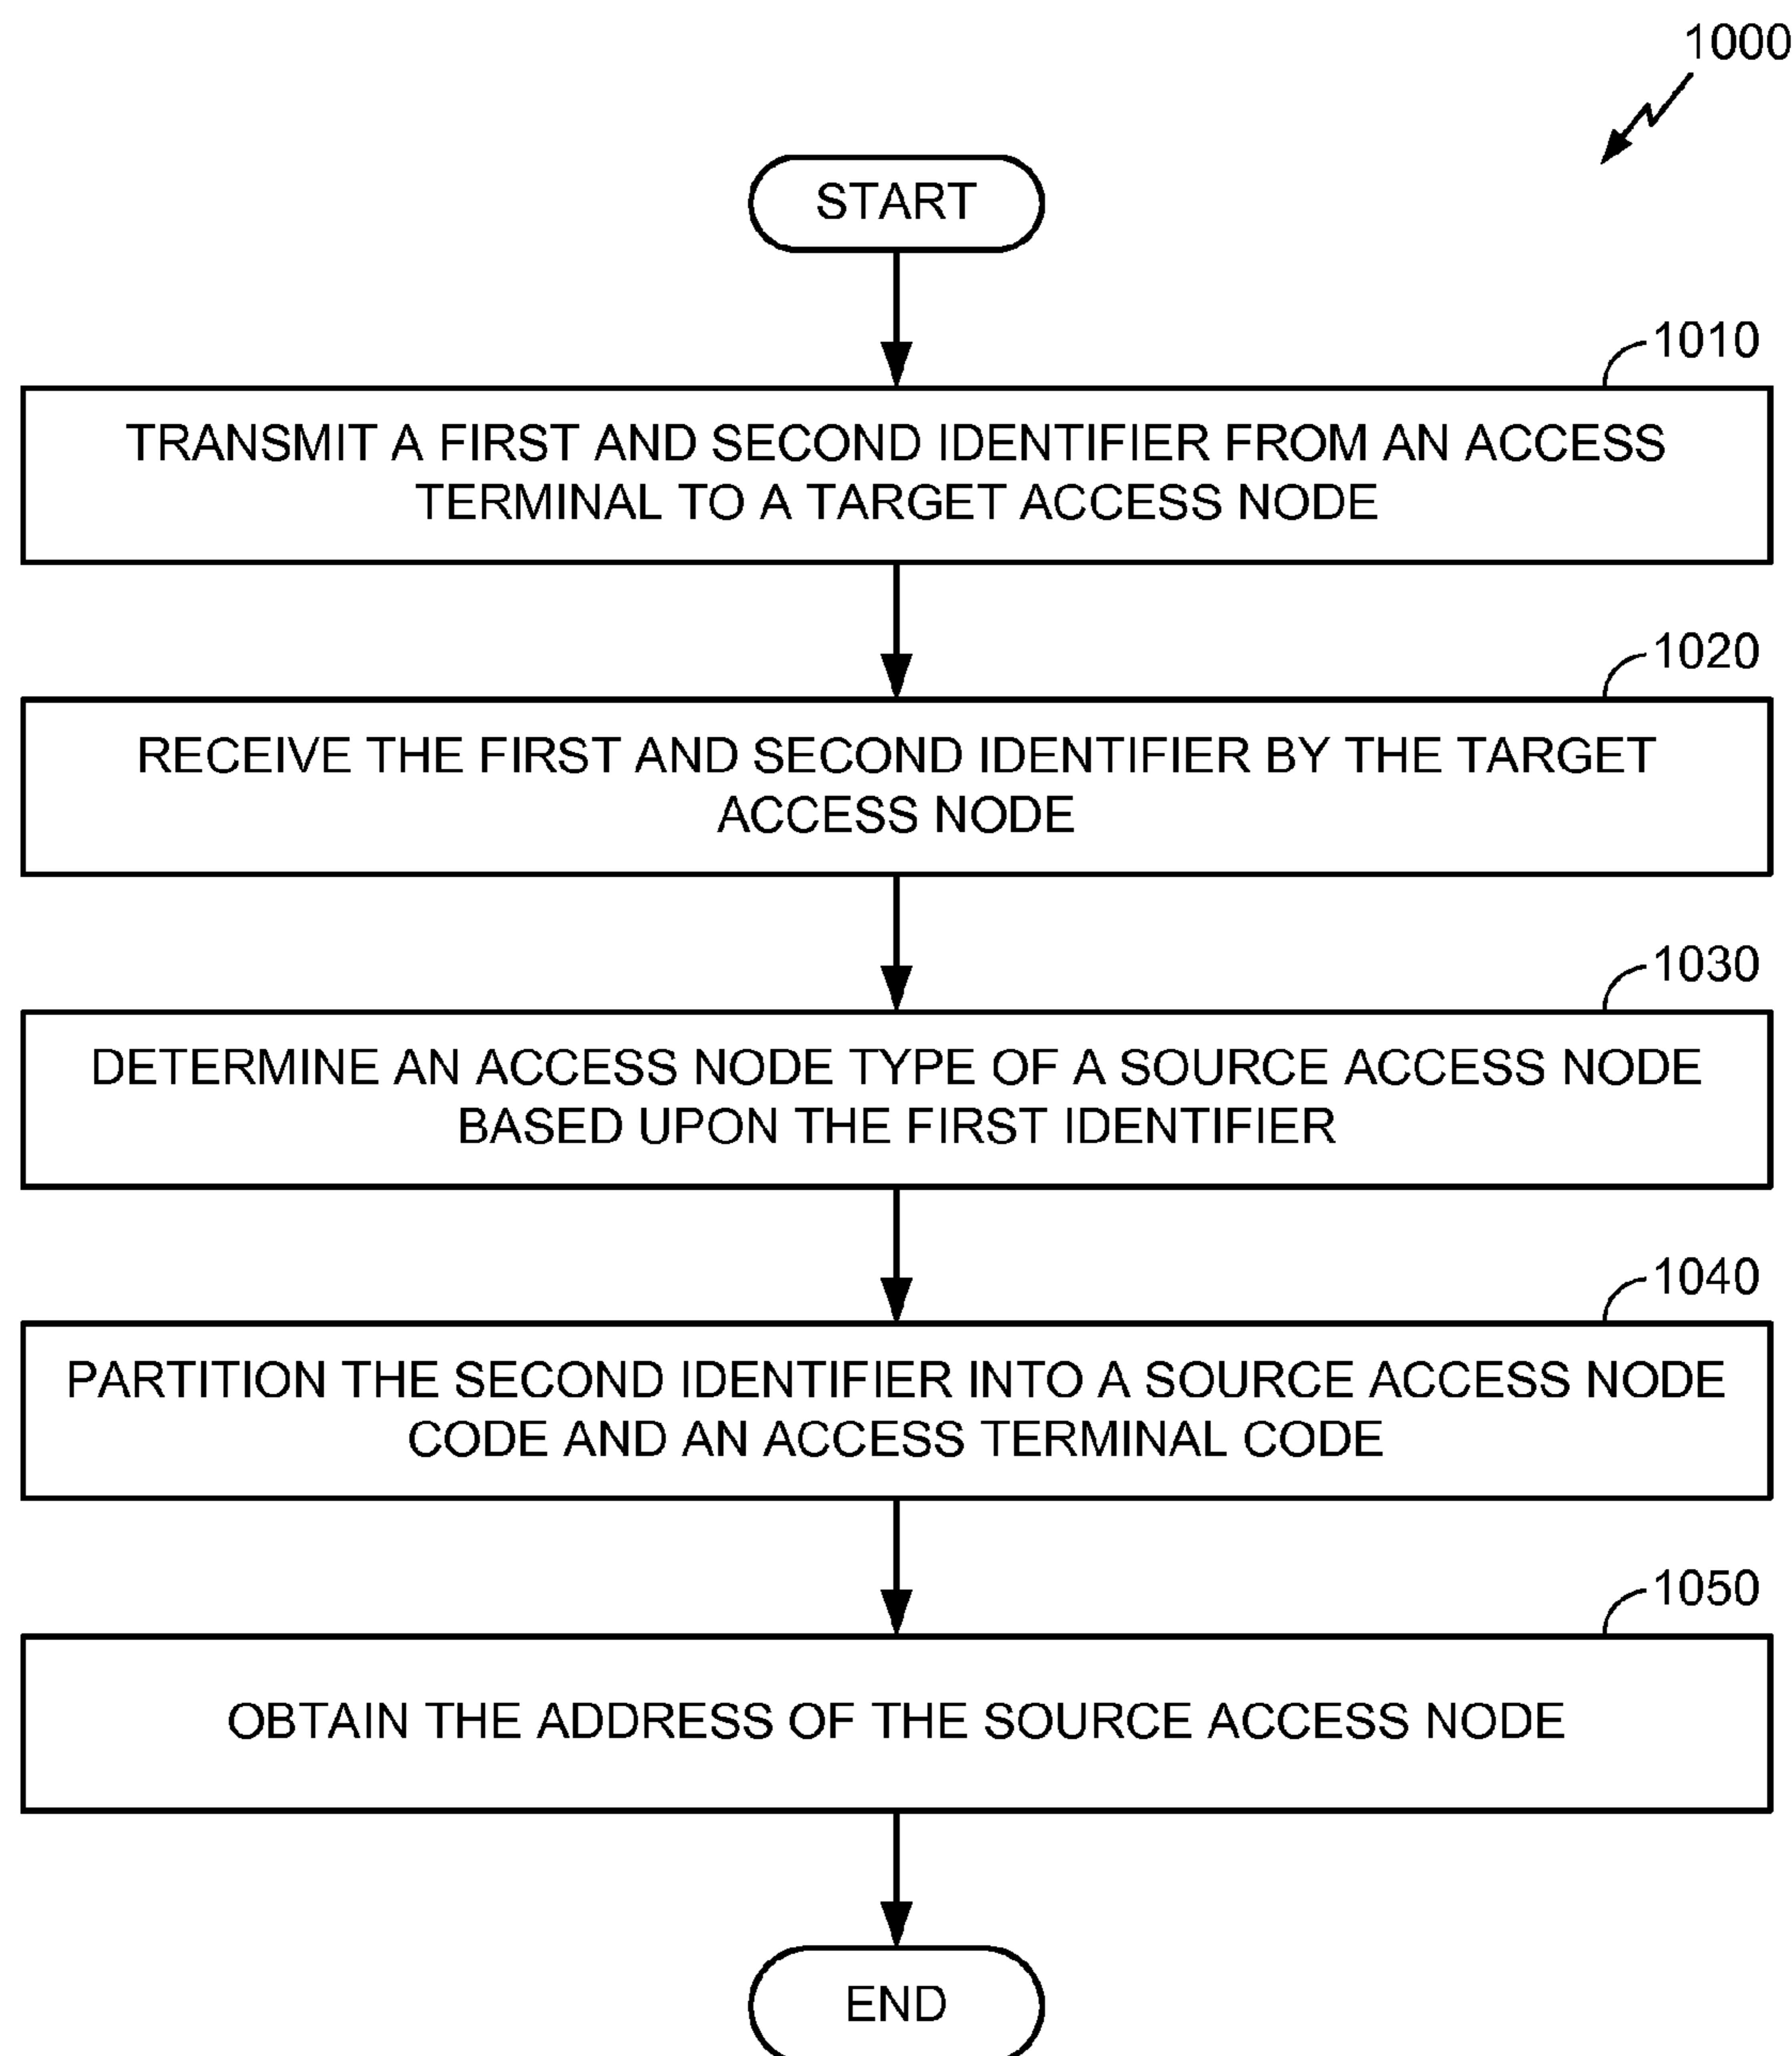 1000
START
1010
TRANSMIT A FIRST AND SECOND IDENTIFIER FROM AN ACCESS
TERMINAL TO A TARGET ACCESS NODE
1020
RECEIVE THE FIRST AND SECOND IDENTIFIER BY THE TARGET
ACCESS NODE
1030
DETERMINE AN ACCESS NODE TYPE OF A SOURCE ACCESS NODE
BASED UPON THE FIRST IDENTIFIER
1040
PARTITION THE SECOND IDENTIFIER INTO A SOURCE ACCESS NODE
CODE AND AN ACCESS TERMINAL CODE
1050
OBTAIN THE ADDRESS OF THE SOURCE ACCESS NODE
END